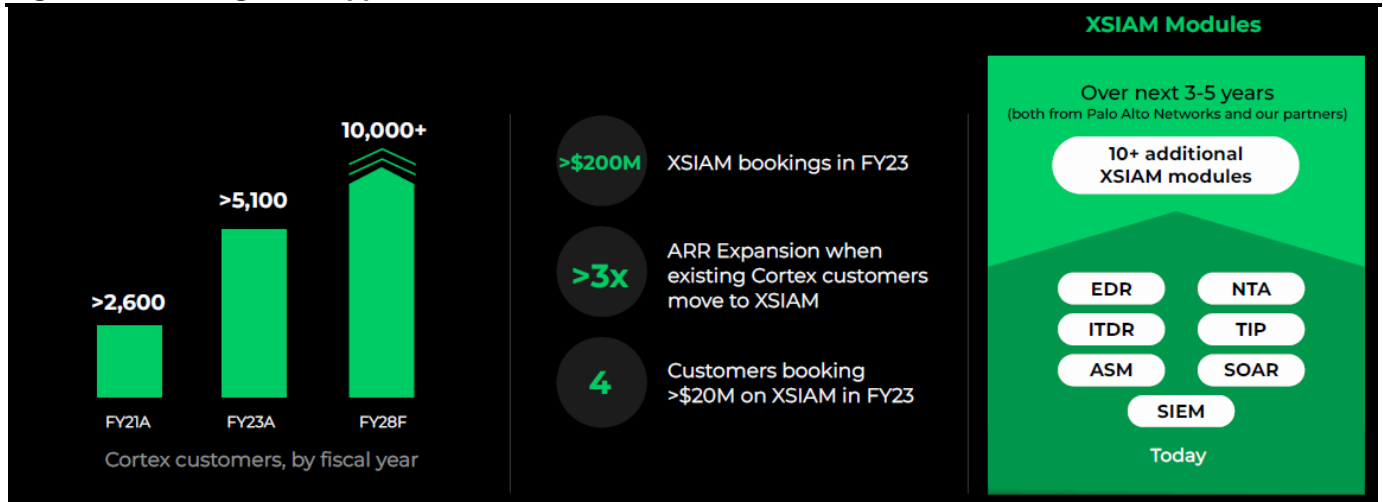 10,000+
>5,100
>2,600
FY21A
FY23A
FY28F
Cortex customers, by fiscal year
>$200M
XSIAM bookings in FY23
>3x
ARR Expansion when
existing Cortex customers
move to XSIAM
4
Customers booking
>$20M on XSIAM in FY23
XSIAM Modules
Over next 3-5 years
(both from Palo Alto Networks and our partners)
10+ additional
XSIAM modules
EDR
NTA
ITDR
TIP
ASM
SOAR
SIEM
Today